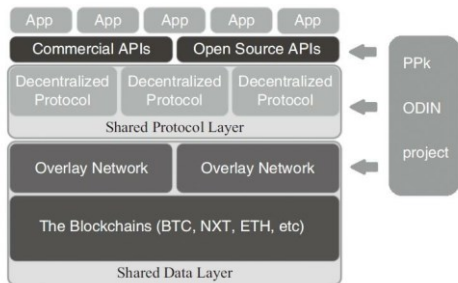 App App App App App
Commercial APIs Open Source APIs
Decentralized Protocol Decentralized Protocol Decentralized Protocol
Shared Protocol Layer
Overlay Network Overlay Network
The Blockchains (BTC, NXT, ETH, etc)
Shared Data Layer
PPk
ODIN
project